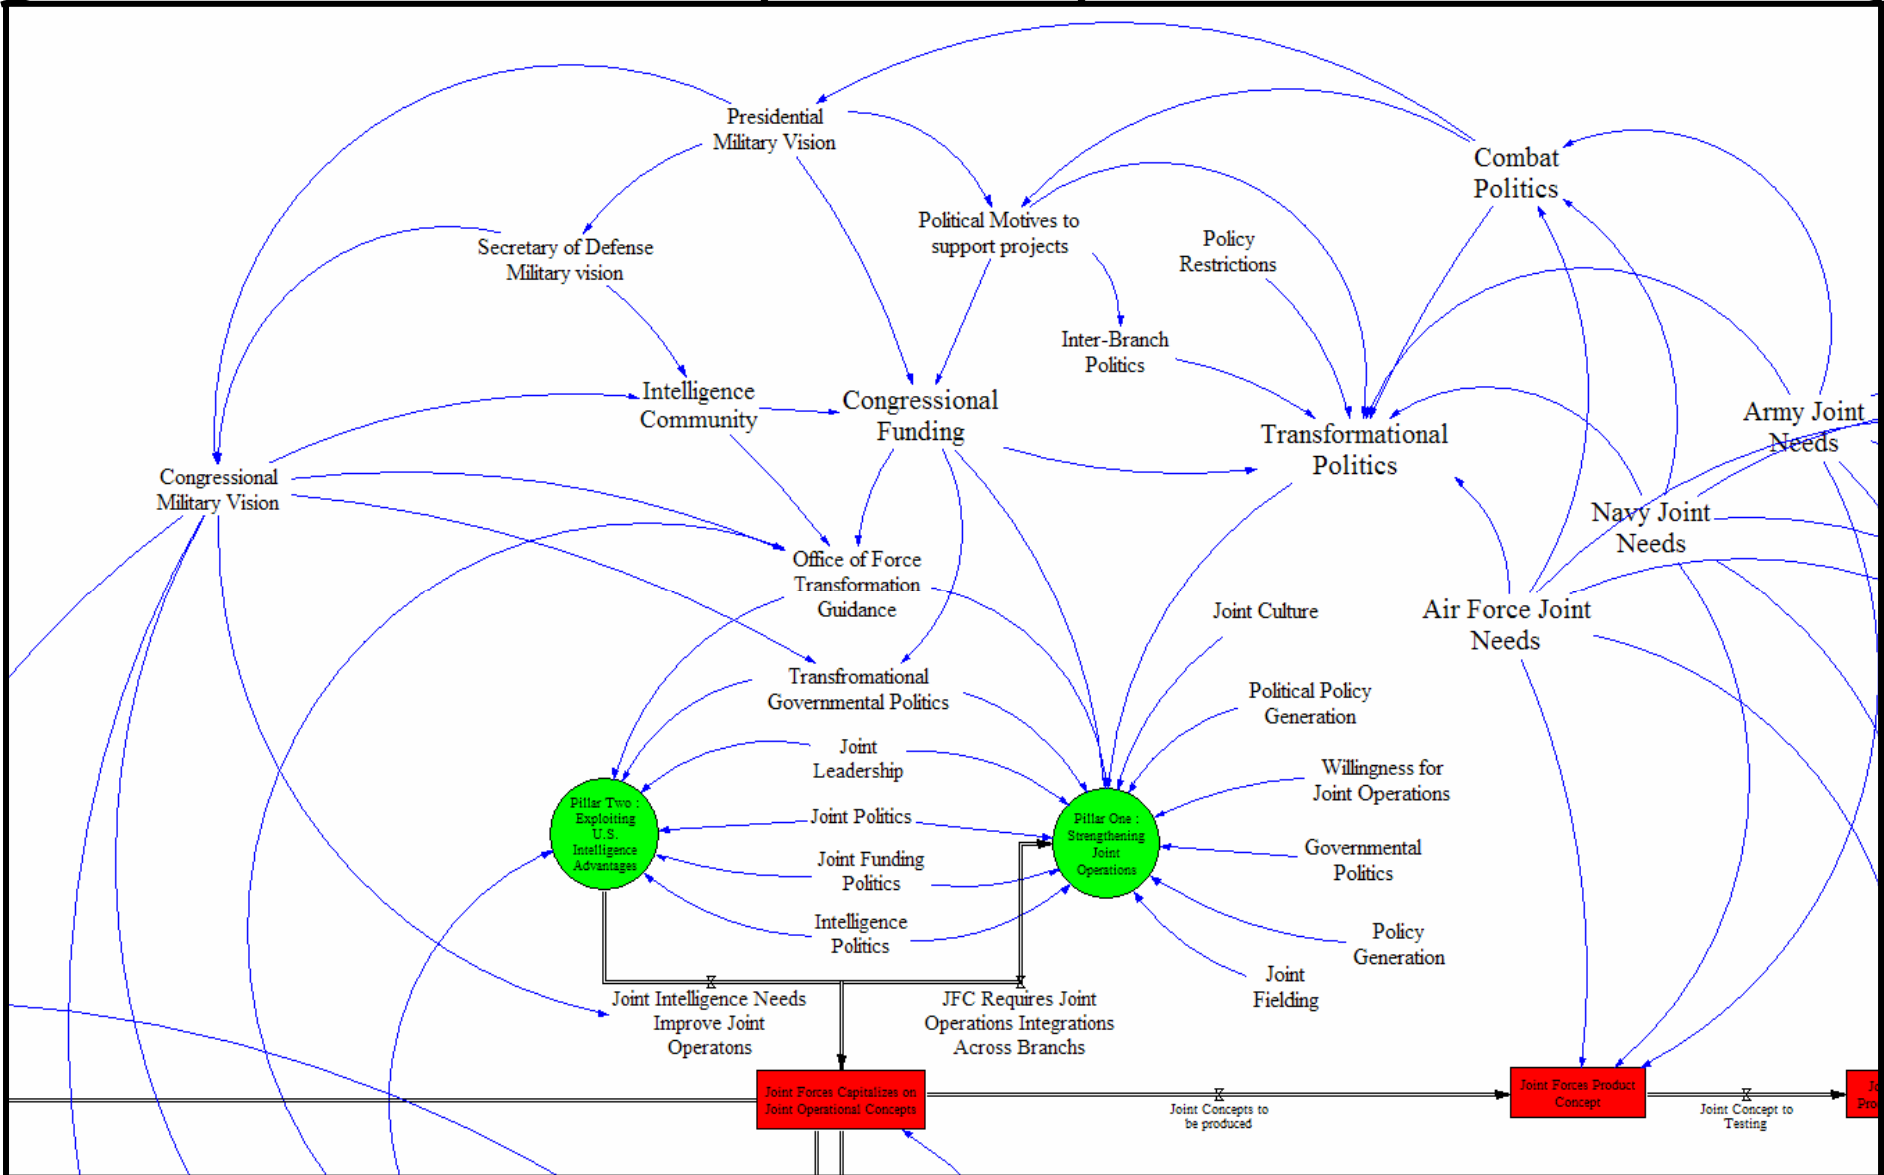 Presidential
Military Vision
Combat
Politics
Political Motives to
support projects
Secretary of Defense
Military vision
Policy
Restrictions
Inter-Branch
Politics
Intelligence
Community
Congressional
Funding
Transformational
Politics
Army Joint
Needs
Congressional
Military Vision
Navy Joint
Needs
Office of Force
Transformation
Guidance
Joint Culture
Air Force Joint
Needs
Transfromational
Governmental Politics
Political Policy
Generation
Joint
Leadership
Willingness for
Joint Operations
Pillar Two :
Exploiting
U.S.
Intelligence
Advantages
Joint Politics
Pillar One :
Strengthening
Joint
Operations
Joint Funding
Politics
Governmental
Politics
Intelligence
Politics
Policy
Generation
Joint
Fielding
Joint Intelligence Needs
Improve Joint
Operatons
JFC Requires Joint
Operations Integrations
Across Branchs
Joint Forces Capitalizes on
Joint Operational Concepts
Joint Concepts to
be produced
Joint Forces Product
Concept
Joint Concept to
Testing